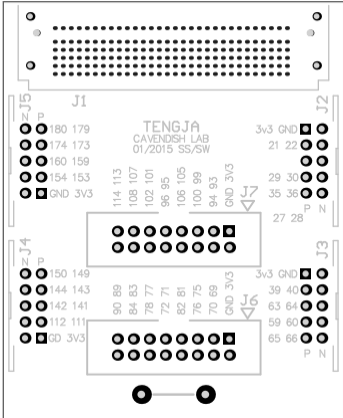 J5
J1
J2
N P
180 179
174 173
160 159
154 153
GND 3V3
TENGJA
CAVENDISH LAB
01/2015 SS/SW
3v3 GND
21 22
29 30
35 36
P N
27 28
114 113
108 107
102 101
96 95
106 105
100 99
94 93
GND 3V3
J7
J4
N P
150 149
144 143
142 141
112 111
GD 3V3
90 89
84 83
78 77
72 71
82 81
76 75
70 69
GND 3V3
J6
J3
3v3 GND
39 40
63 64
59 60
65 66
P N